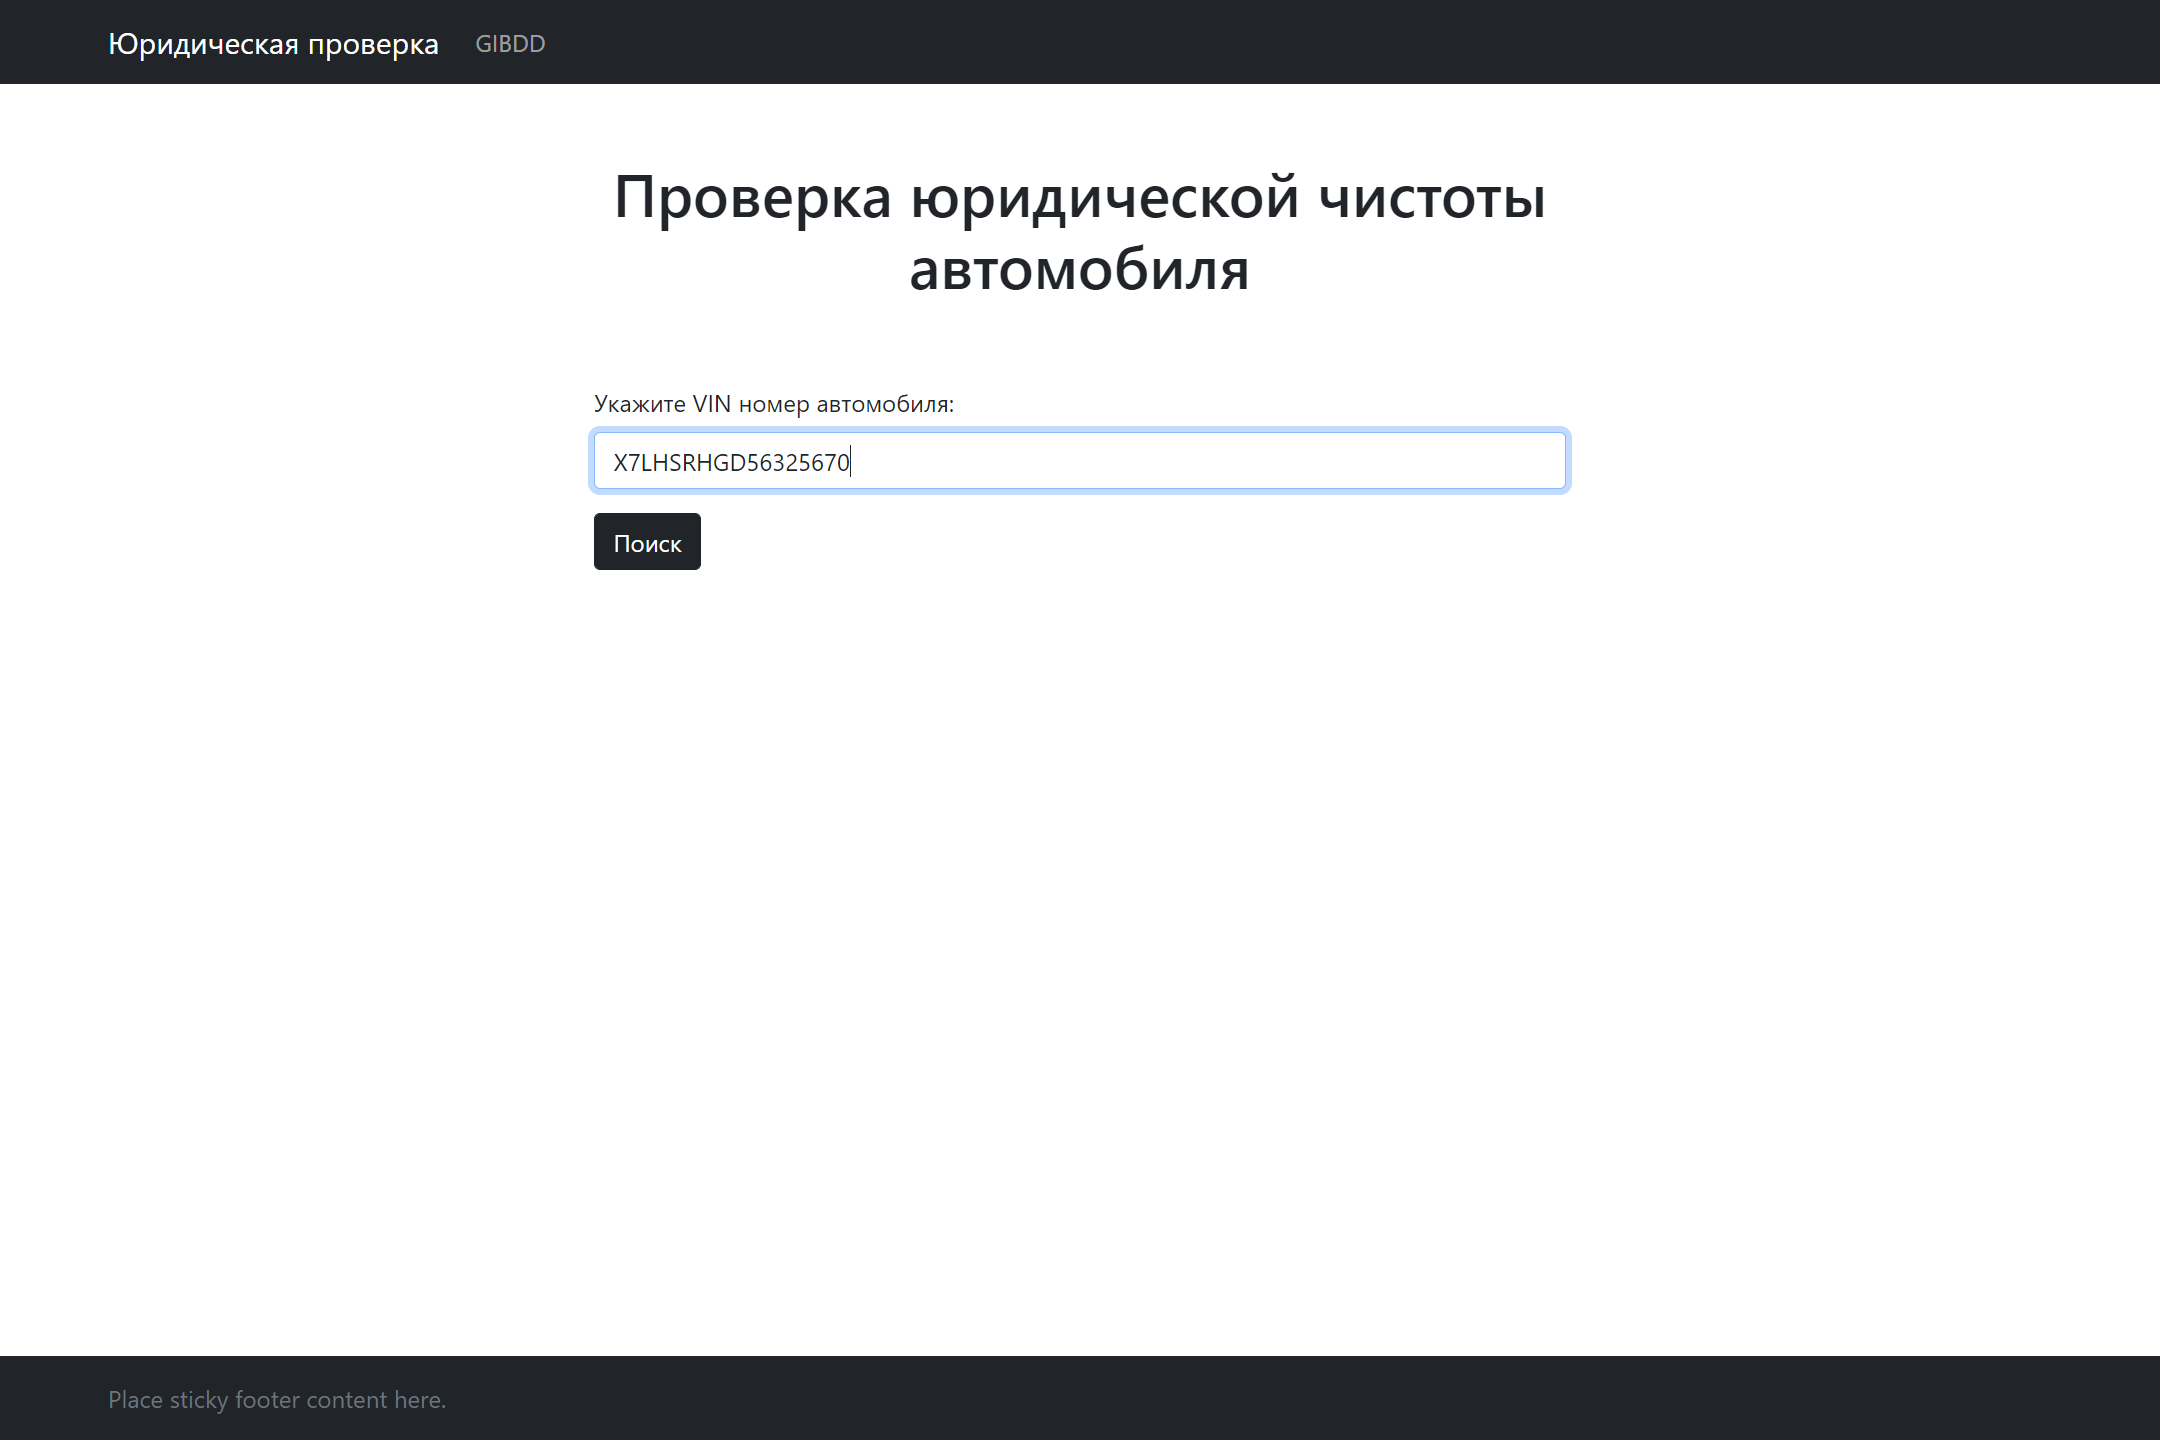 Юридическая проверка GIBDD
Проверка юридической чистоты
автомобиля
Укажите VIN номер автомобиля:
X7LHSRHGD56325670
Поиск
Place sticky footer content here.